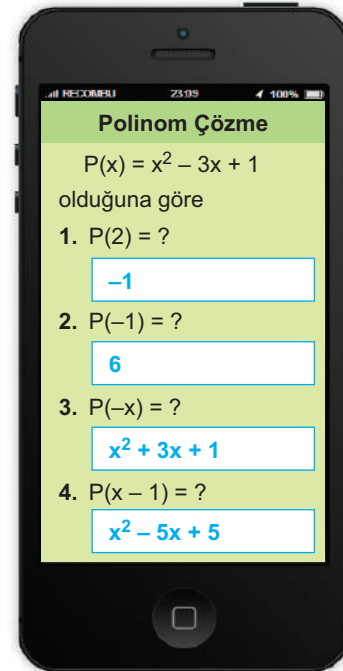 RECOMBU 23:09 100%
Polinom Çözme
P(x) = x² – 3x + 1
olduğuna göre
1. P(2) = ?
–1
2. P(–1) = ?
6
3. P(–x) = ?
x² + 3x + 1
4. P(x – 1) = ?
x² – 5x + 5